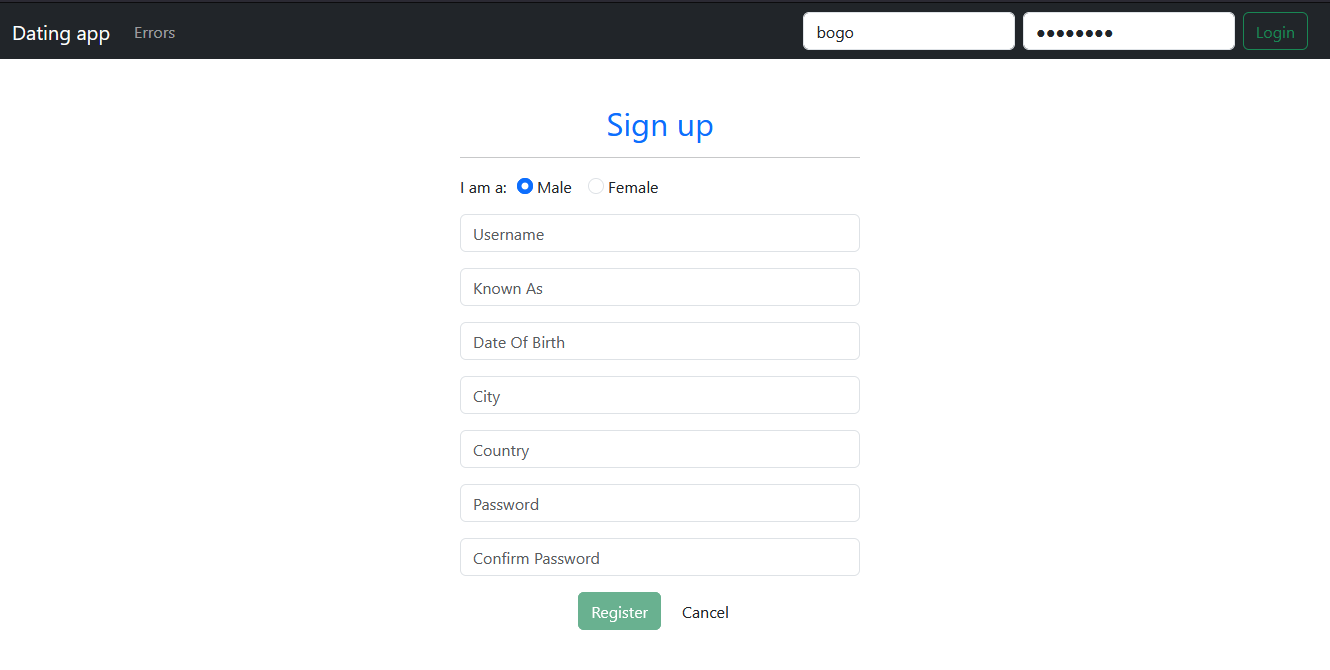 Dating app Errors bogo ●●●●●●●● Login
Sign up
I am a: Male Female
Username
Known As
Date Of Birth
City
Country
Password
Confirm Password
Register Cancel